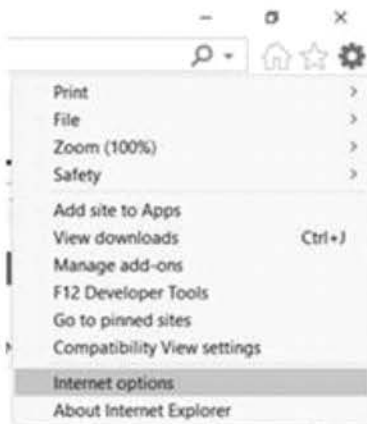 Print
File
Zoom (100%)
Safety
Add site to Apps
View downloads Ctrl+J
Manage add-ons
F12 Developer Tools
Go to pinned sites
Compatibility View settings
Internet options
About Internet Explorer